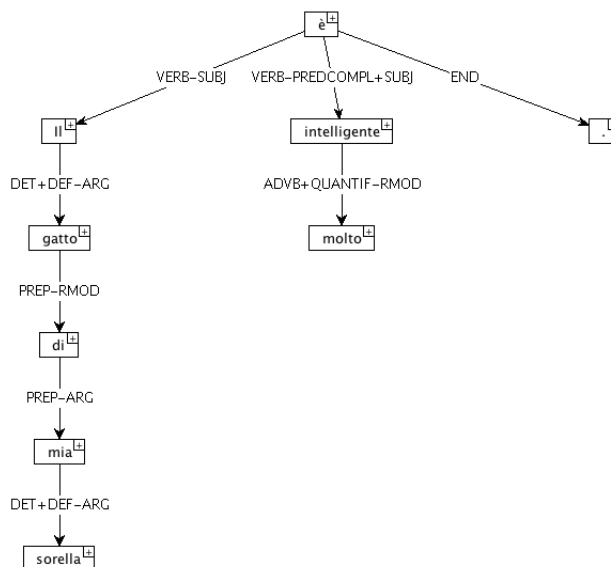 è
VERB-SUBJ VERB-PREDCOMPL+SUBJ END
Il intelligente .
DET+DEF-ARG ADVB+QUANTIF-RMOD
gatto molto
PREP-RMOD
di
PREP-ARG
mia
DET+DEF-ARG
sorella